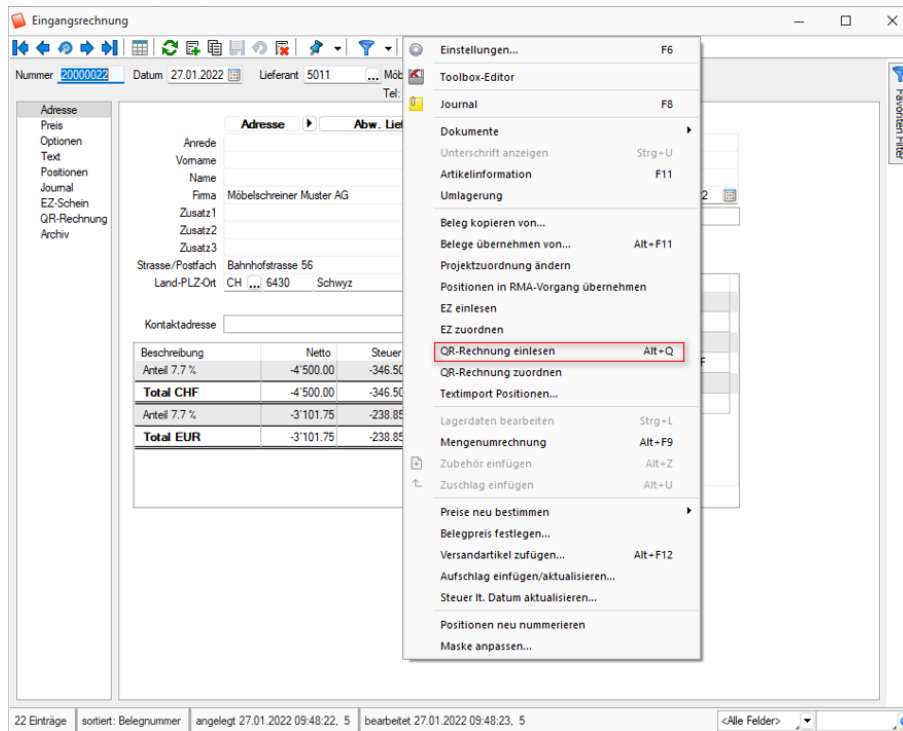 Eingangsrechnung
Nummer 20000022 Datum 27.01.2022 Lieferant 5011 ... Möb
Tel:
Favoriten Filter
Adresse
Preis
Optionen
Text
Positionen
Journal
EZ-Schein
QR-Rechnung
Archiv
Adresse Abw. Lief
Anrede
Vorname
Name
Firma Möbelschreiner Muster AG
Zusatz1
Zusatz2
Zusatz3
Strasse/Postfach Bahnhofstrasse 56
Land-PLZ-Ort CH ... 6430 Schwyz
Kontaktadresse
Beschreibung Netto Steuer
Anteil 7.7 % -4'500.00 -346.50
Total CHF -4'500.00 -346.50
Anteil 7.7 % -3'101.75 -238.85
Total EUR -3'101.75 -238.85
2
F
Einstellungen... F6
Toolbox-Editor
Journal F8
Dokumente
Unterschrift anzeigen Strg+U
Artikelinformation F11
Umlagerung
Beleg kopieren von...
Belege übernehmen von... Alt+F11
Projektzuordnung ändern
Positionen in RMA-Vorgang übernehmen
EZ einlesen
EZ zuordnen
QR-Rechnung einlesen Alt+Q
QR-Rechnung zuordnen
Textimport Positionen...
Lagerdaten bearbeiten Strg+L
Mengenumrechnung Alt+F9
Zubehör einfügen Alt+Z
Zuschlag einfügen Alt+U
Preise neu bestimmen
Belegpreis festlegen...
Versandartikel zufügen... Alt+F12
Aufschlag einfügen/aktualisieren...
Steuer lt. Datum aktualisieren...
Positionen neu nummerieren
Maske anpassen...
22 Einträge sortiert: Belegnummer angelegt 27.01.2022 09:48:22, 5 bearbeitet 27.01.2022 09:48:23, 5 <Alle Felder>